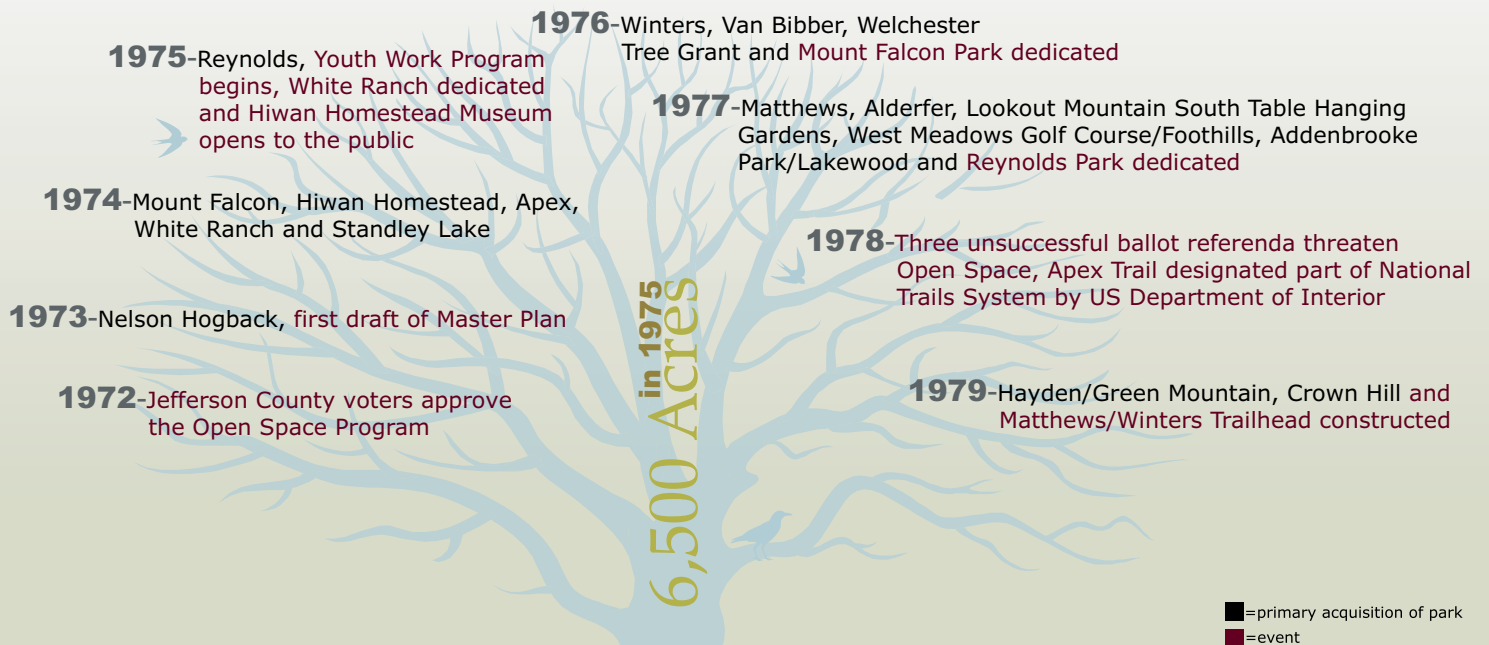 1976-Winters, Van Bibber, Welchester
Tree Grant and Mount Falcon Park dedicated
1975-Reynolds, Youth Work Program
begins, White Ranch dedicated
and Hiwan Homestead Museum
opens to the public
1977-Matthews, Alderfer, Lookout Mountain South Table Hanging
Gardens, West Meadows Golf Course/Foothills, Addenbrooke
Park/Lakewood and Reynolds Park dedicated
1974-Mount Falcon, Hiwan Homestead, Apex,
White Ranch and Standley Lake
1978-Three unsuccessful ballot referenda threaten
Open Space, Apex Trail designated part of National
Trails System by US Department of Interior
1973-Nelson Hogback, first draft of Master Plan
1972-Jefferson County voters approve
the Open Space Program
1979-Hayden/Green Mountain, Crown Hill and
Matthews/Winters Trailhead constructed
in 1975
6,500 Acres
=primary acquisition of park
=event